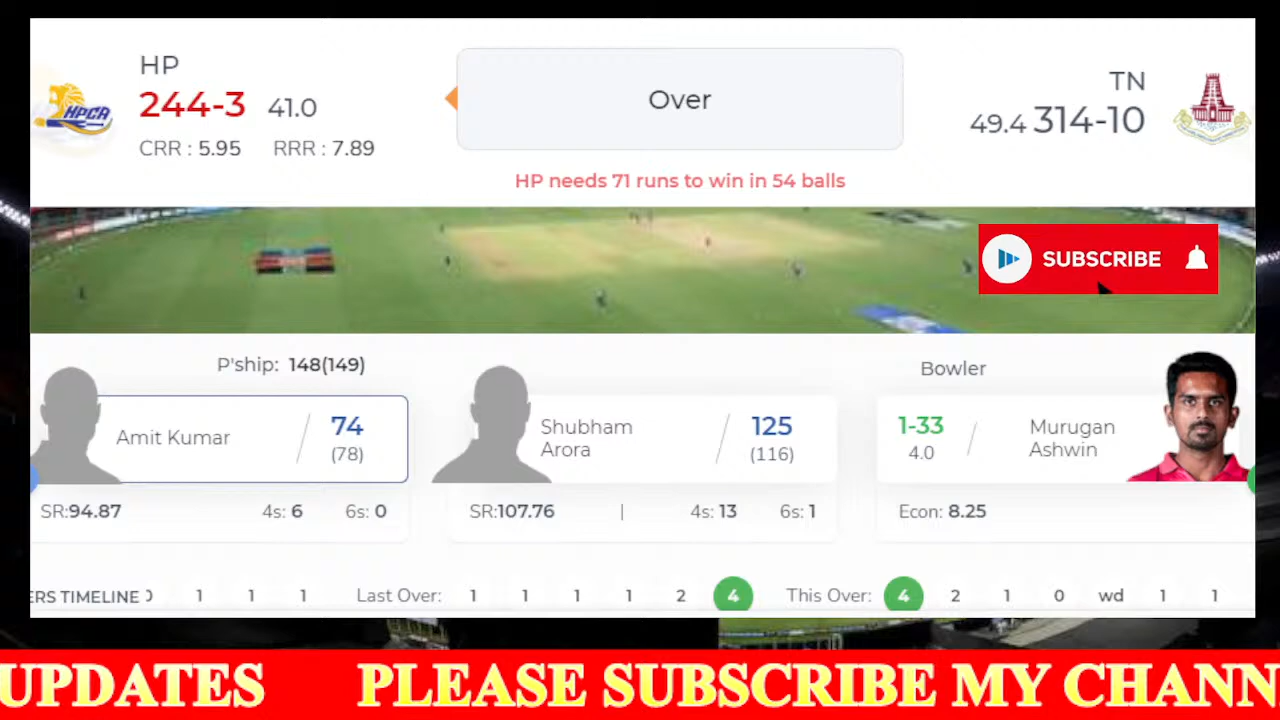 HP
244-3 41.0
CRR : 5.95 RRR : 7.89
Over
HP needs 71 runs to win in 54 balls
TN
49.4 314-10
HPCA
SUBSCRIBE
P'ship: 148(149)
Amit Kumar 74
(78)
SR:94.87 4s: 6 6s: 0
Shubham
Arora
125
(116)
SR:107.76 | 4s: 13 6s: 1
Bowler
1-33
4.0
Murugan
Ashwin
Econ: 8.25
ERS TIMELINE 1 1 1 Last Over: 1 1 1 1 2 4 This Over: 4 2 1 0 wd 1 1
UPDATES PLEASE SUBSCRIBE MY CHANN